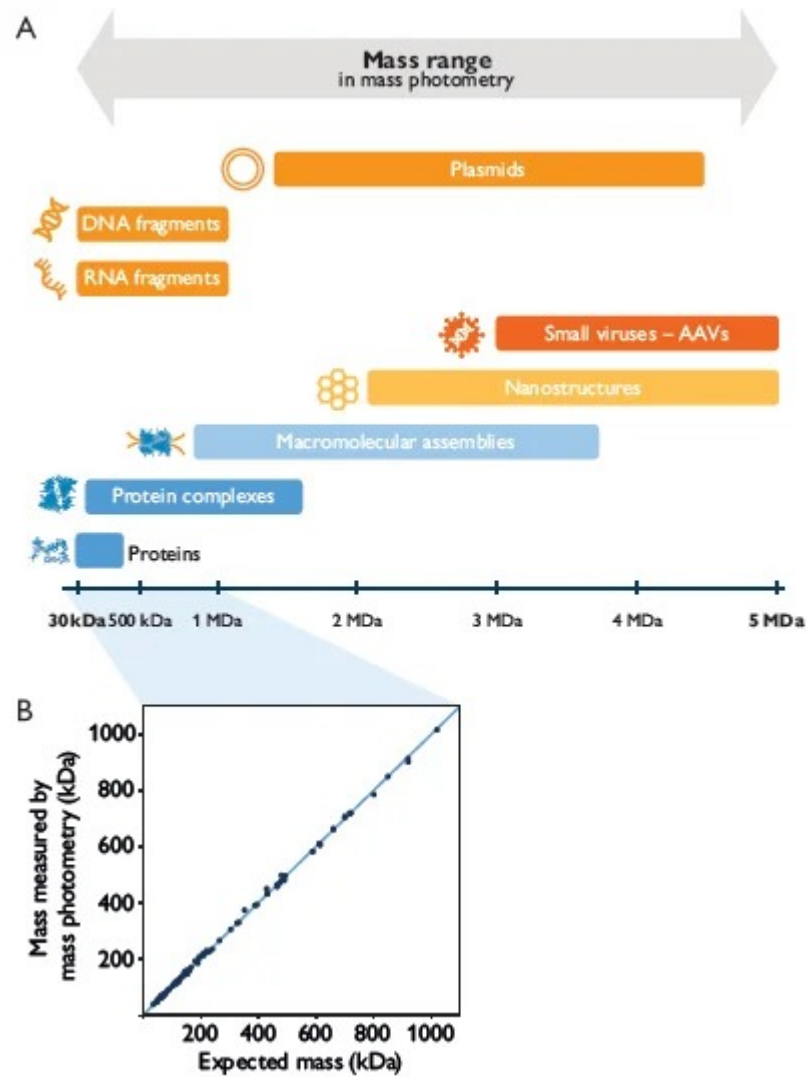 A
Mass range
in mass photometry
Plasmids
DNA fragments
RNA fragments
Small viruses – AAVs
Nanostructures
Macromolecular assemblies
Protein complexes
Proteins
30 kDa 500 kDa 1 MDa 2 MDa 3 MDa 4 MDa 5 MDa
B
Mass measured by
mass photometry (kDa)
1000
800
600
400
200
200 400 600 800 1000
Expected mass (kDa)